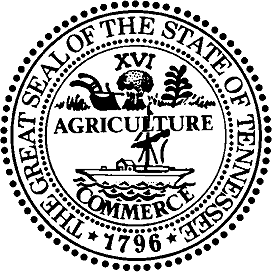 THE GREAT SEAL OF THE STATE OF TENNESSEE
XVI
AGRICULTURE
COMMERCE
1796